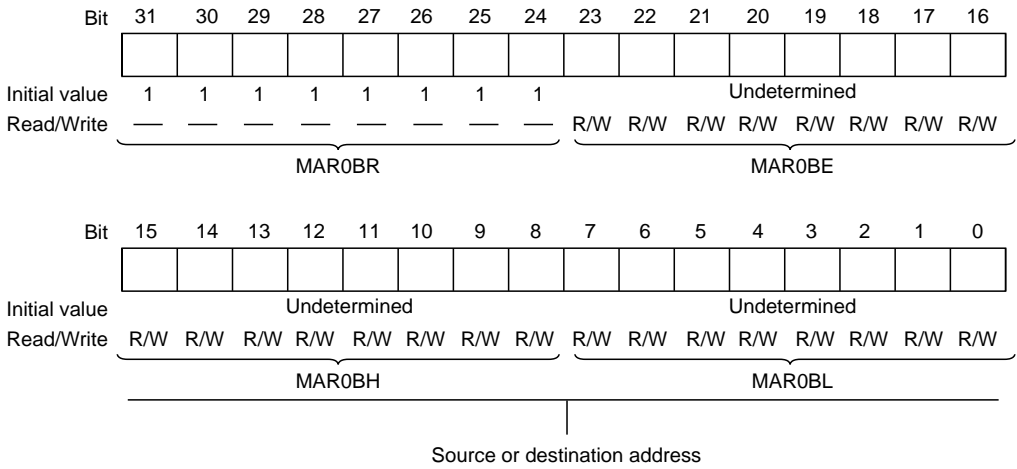 Bit 31 30 29 28 27 26 25 24 23 22 21 20 19 18 17 16
Initial value 1 1 1 1 1 1 1 1 Undetermined
Read/Write — — — — — — — — R/W R/W R/W R/W R/W R/W R/W R/W
MAR0BR MAR0BE
Bit 15 14 13 12 11 10 9 8 7 6 5 4 3 2 1 0
Initial value Undetermined Undetermined
Read/Write R/W R/W R/W R/W R/W R/W R/W R/W R/W R/W R/W R/W R/W R/W R/W R/W
MAR0BH MAR0BL
Source or destination address